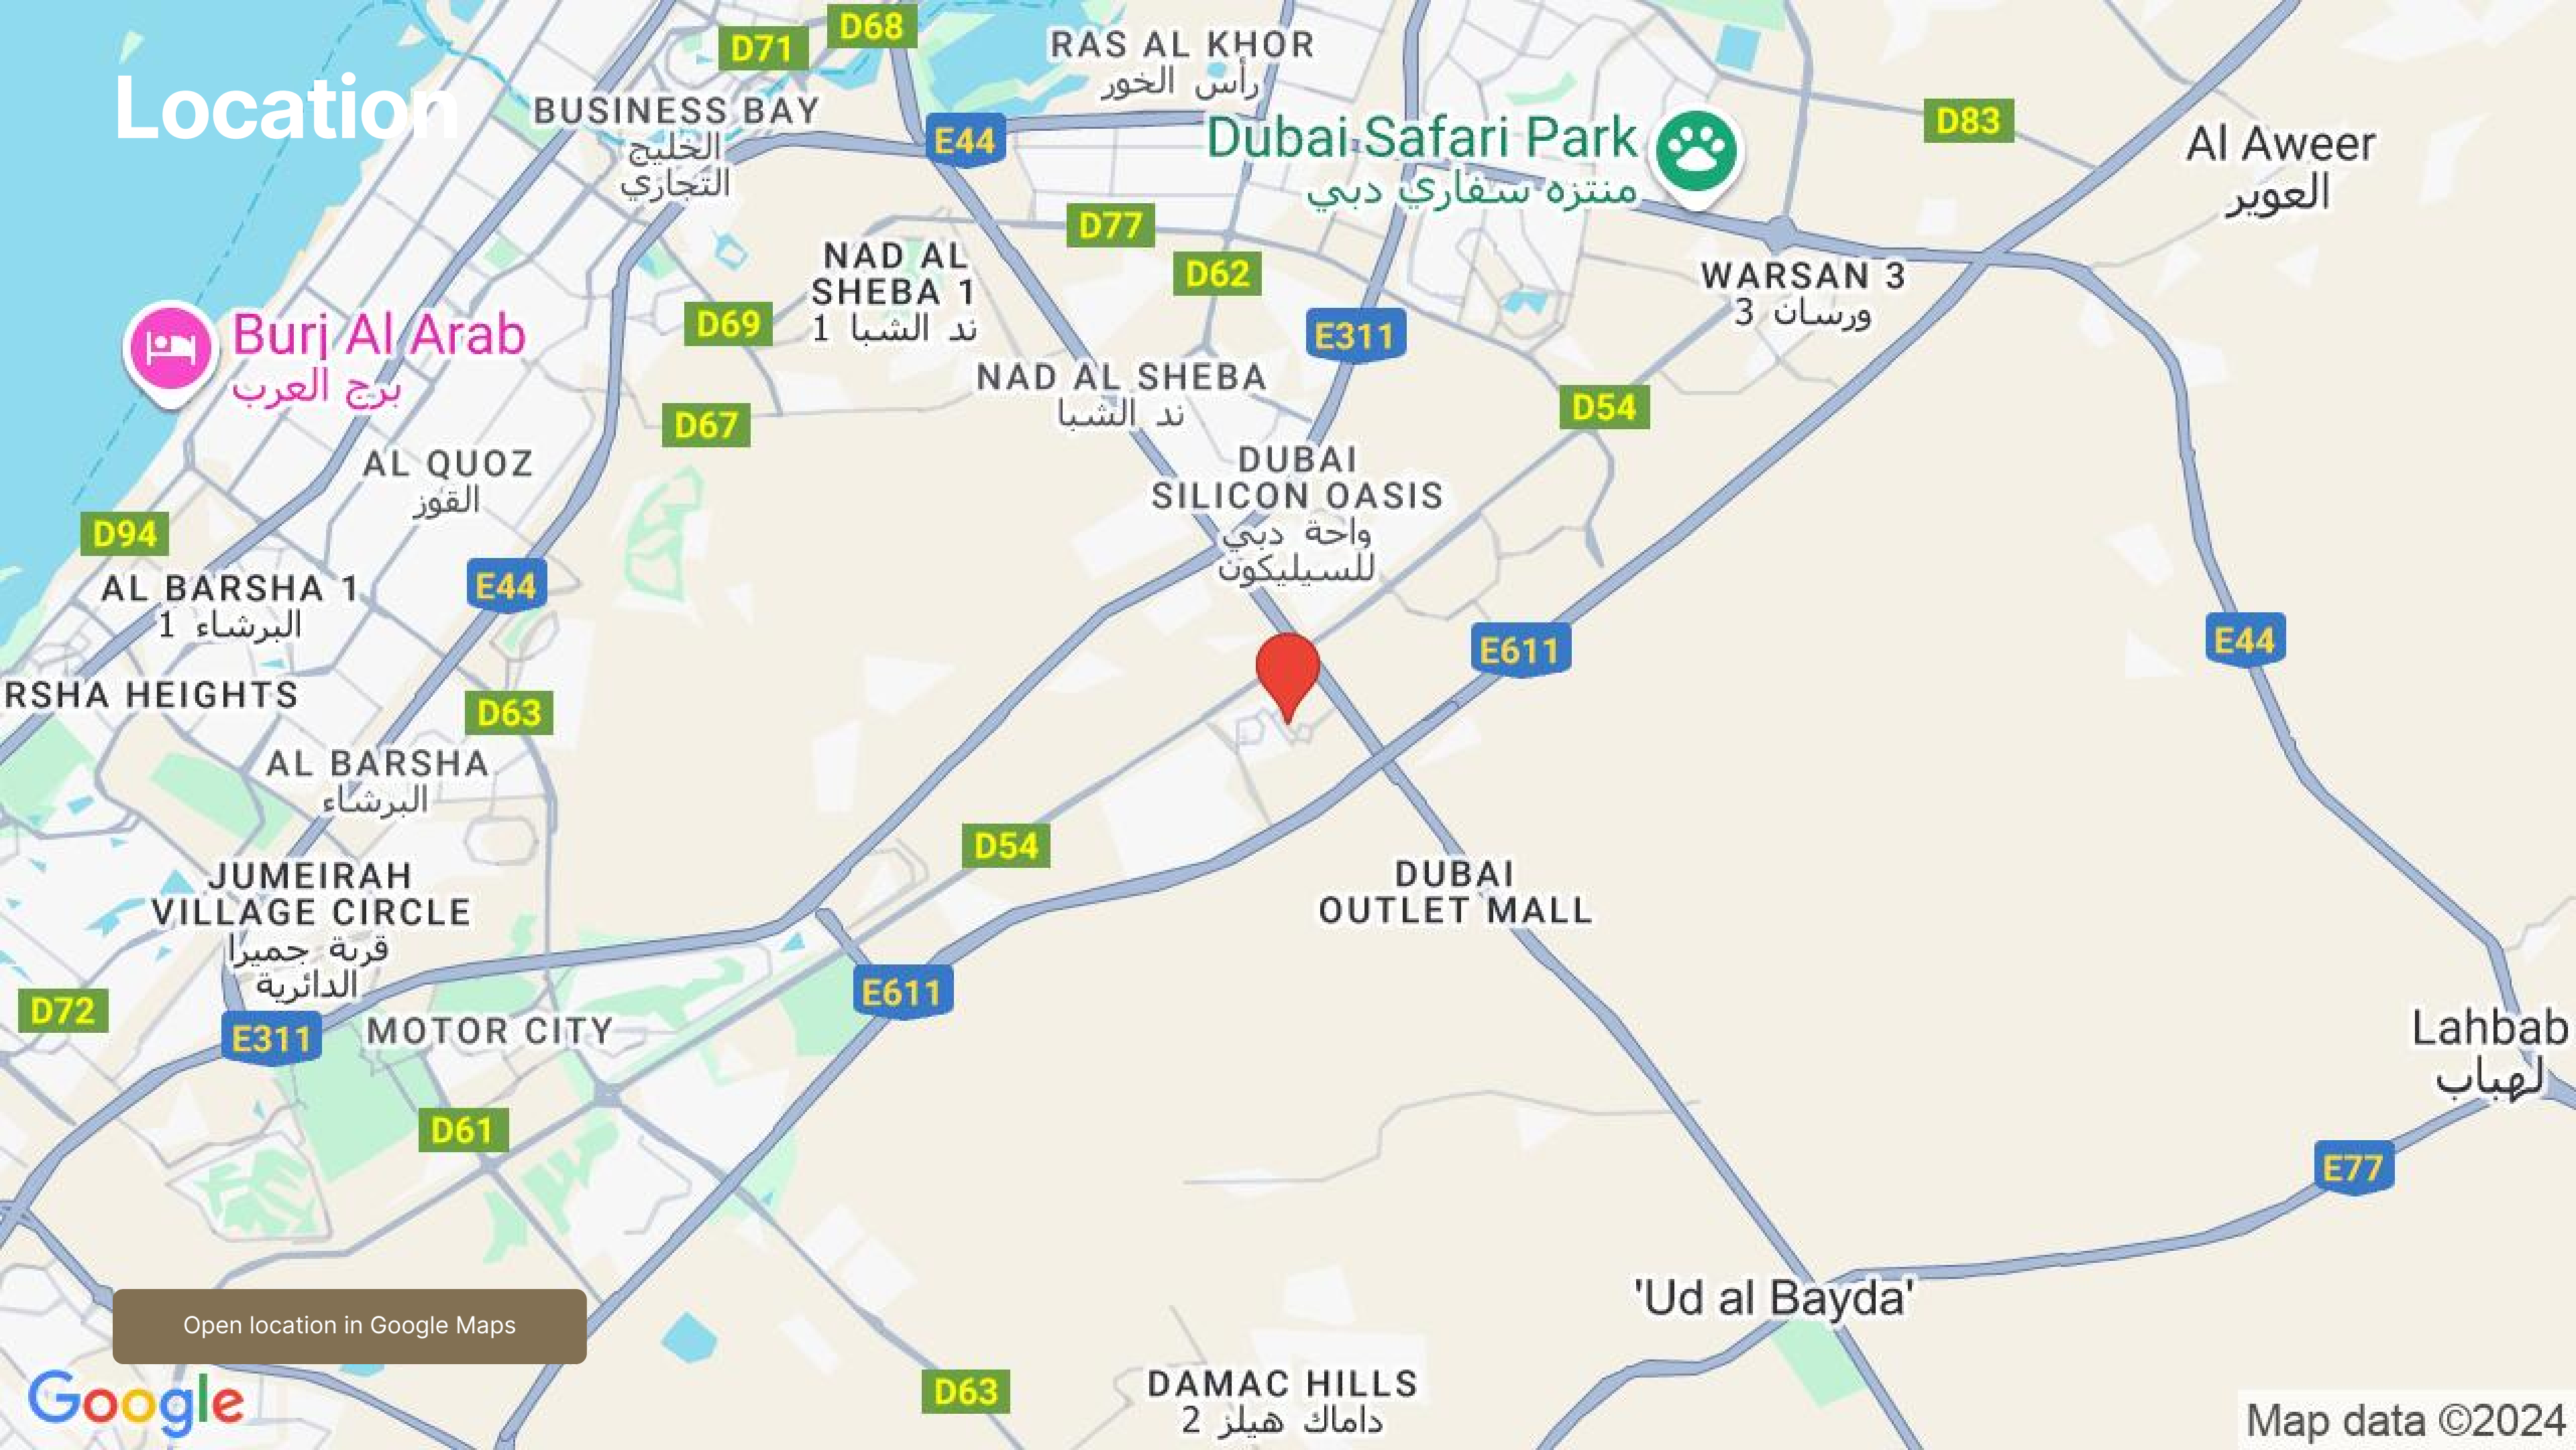 D68
D71
RAS AL KHOR
رأس الخور
Location
BUSINESS BAY
الخليج
التجاري
E44
Dubai Safari Park
منتزه سفاري دبي
D83
Al Aweer
العوير
D77
NAD AL
SHEBA 1
ند الشبا 1
D62
WARSAN 3
ورسان 3
D69
E311
Burj Al Arab
برج العرب
NAD AL SHEBA
ند الشبا
D54
D67
AL QUOZ
القوز
DUBAI
SILICON OASIS
واحة دبي
للسيليكون
D94
AL BARSHA 1
البرشاء 1
E44
E611
E44
RSHA HEIGHTS
D63
AL BARSHA
البرشاء
D54
JUMEIRAH
VILLAGE CIRCLE
قرية جميرا
الدائرية
DUBAI
OUTLET MALL
E611
D72
E311
MOTOR CITY
Lahbab
لهباب
D61
E77
'Ud al Bayda'
Open location in Google Maps
D63
DAMAC HILLS
داماك هيلز 2
Google
Map data ©2024